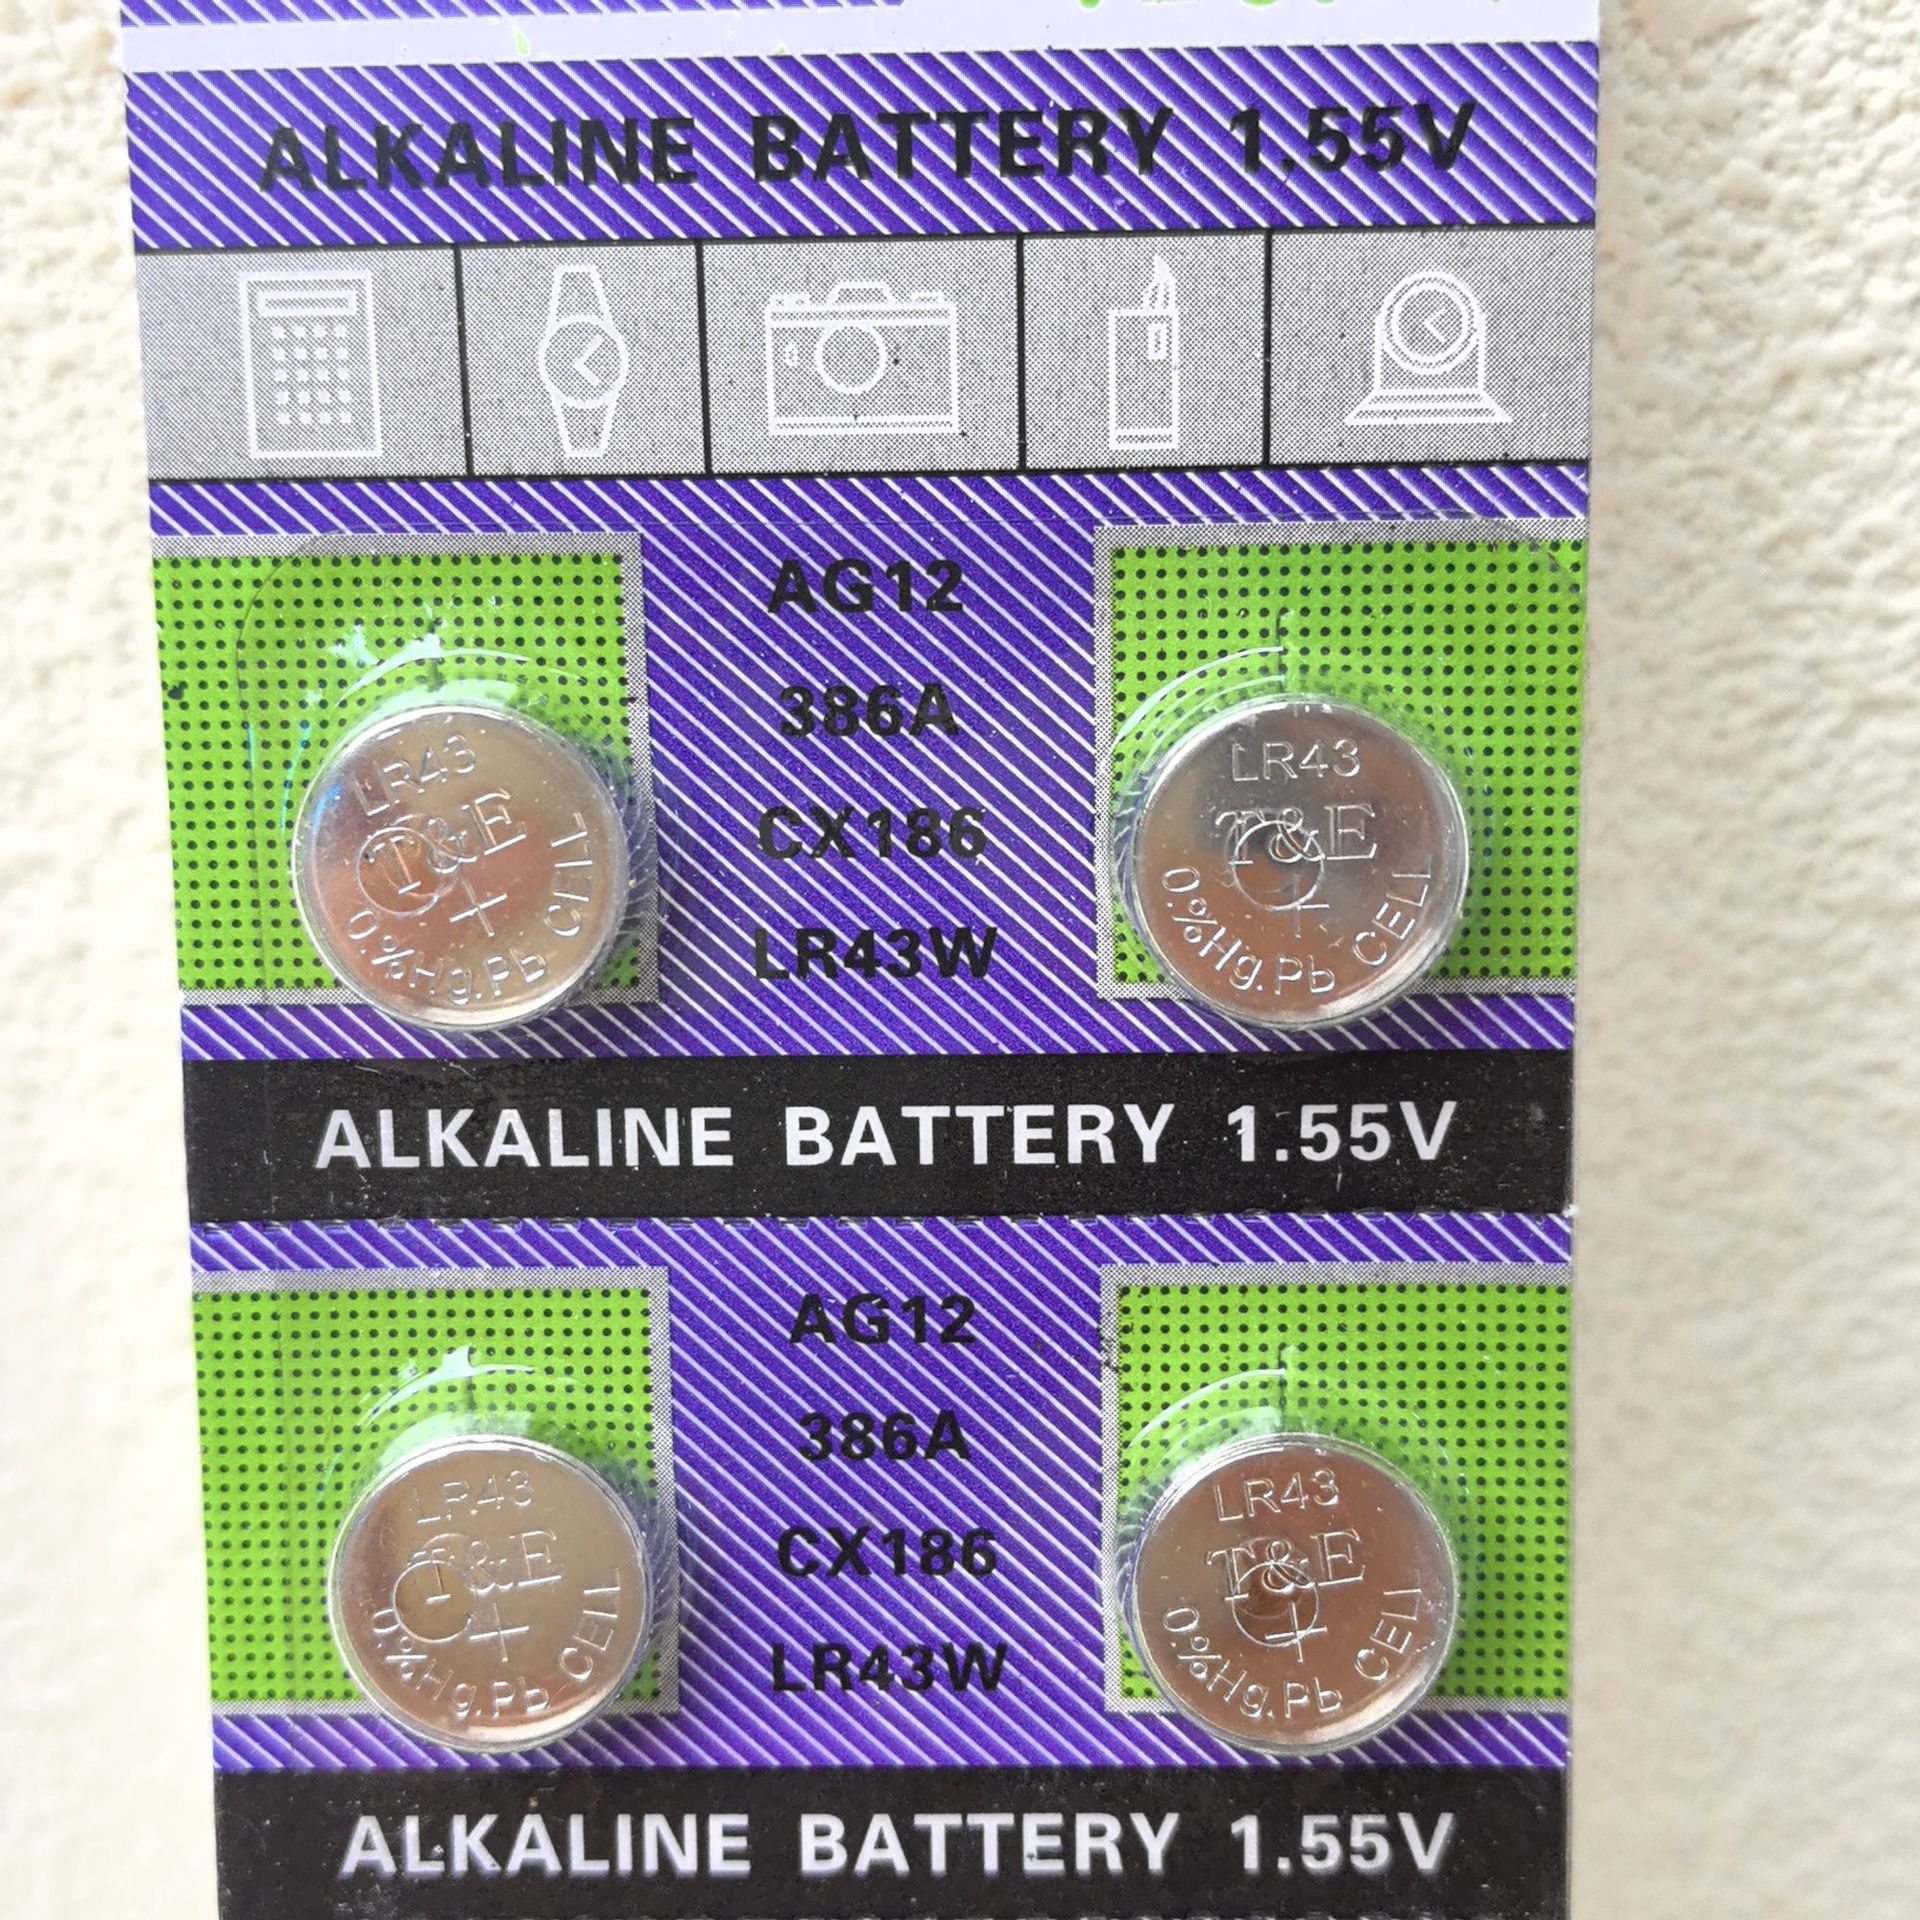 ALKALINE BATTERY 1.55V
AG12
386A
CX186
LR43W
LR43
T&E
+
0.%Hg.Pb CELL
LR43
T&E
+
0.%Hg.Pb CELL
ALKALINE BATTERY 1.55V
AG12
386A
CX186
LR43W
LR43
T&E
+
0.%Hg.Pb CELL
LR43
T&E
+
0.%Hg.Pb CELL
ALKALINE BATTERY 1.55V